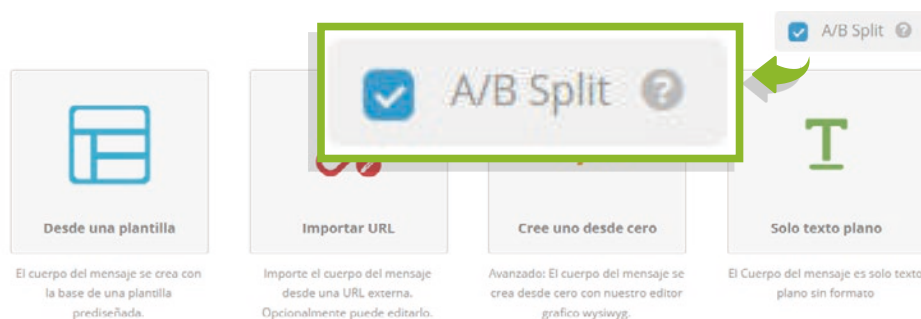 A/B Split
A/B Split
Desde una plantilla
Importar URL
Cree uno desde cero
Solo texto plano
El cuerpo del mensaje se crea con
la base de una plantilla
prediseñada.
Importe el cuerpo del mensaje
desde una URL externa.
Opcionalmente puede editarlo.
Avanzado: El cuerpo del mensaje se
crea desde cero con nuestro editor
grafico wysiwyg.
El Cuerpo del mensaje es solo texto
plano sin formato